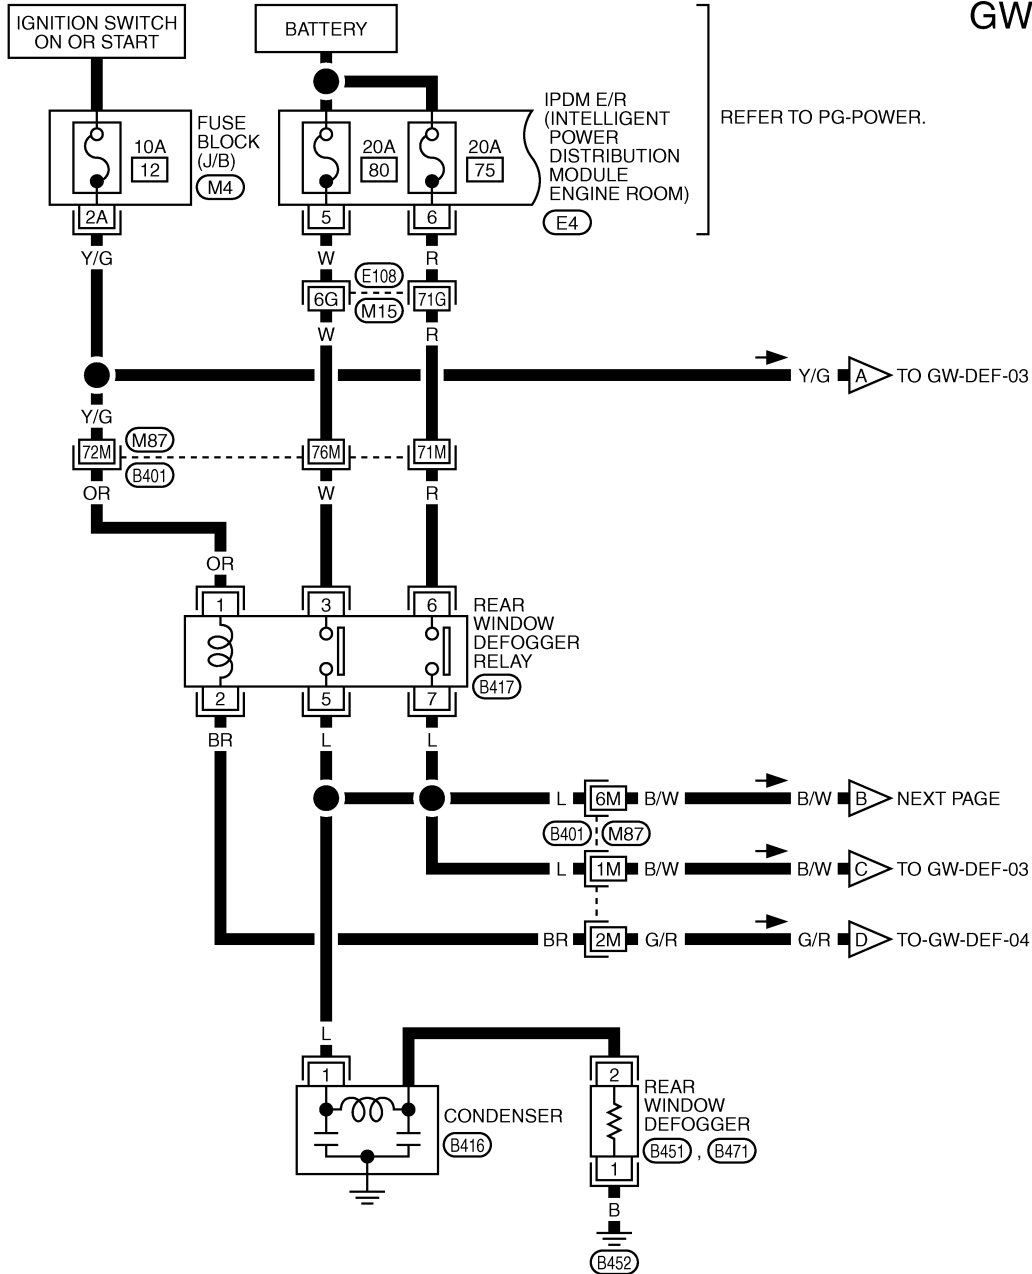 GW
IGNITION SWITCH
ON OR START
BATTERY
10A
12
FUSE
BLOCK
(J/B)
M4
20A
80
20A
75
IPDM E/R
(INTELLIGENT
POWER
DISTRIBUTION
MODULE
ENGINE ROOM)
E4
REFER TO PG-POWER.
2A
5
6
Y/G
W
R
6G
E108
M15
71G
W
R
Y/G
A
TO GW-DEF-03
Y/G
72M
M87
B401
76M
71M
OR
W
R
OR
1
3
6
REAR
WINDOW
DEFOGGER
RELAY
B417
2
5
7
BR
L
L
L
6M
B/W
B/W
B
NEXT PAGE
B401
M87
L
1M
B/W
B/W
C
TO GW-DEF-03
BR
2M
G/R
G/R
D
TO-GW-DEF-04
L
1
CONDENSER
B416
2
REAR
WINDOW
DEFOGGER
B451 , B471
1
B
B452